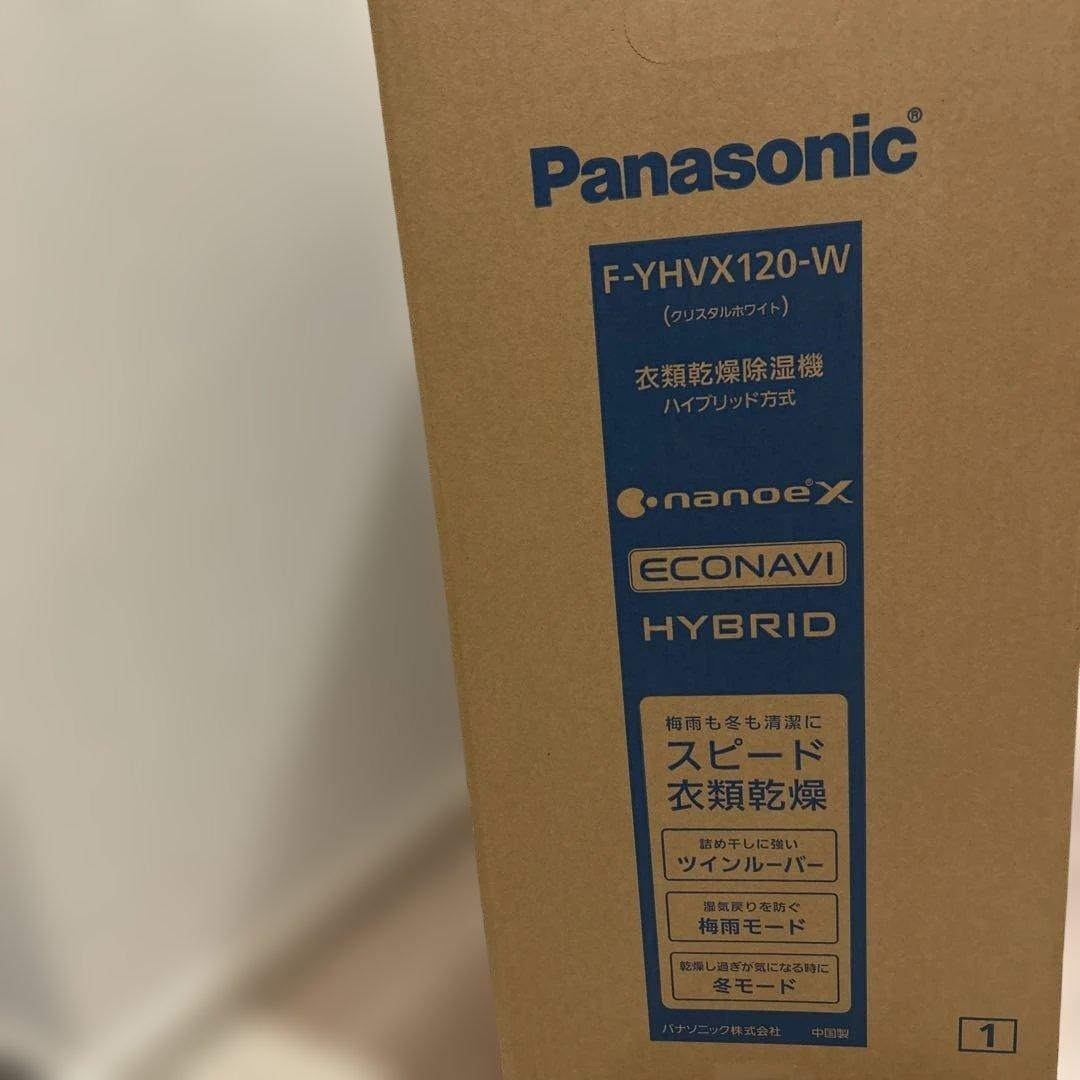 Panasonic®
F-YHVX120-W
(クリスタルホワイト)
衣類乾燥除湿機
ハイブリッド方式
nanoe®X
ECONAVI
HYBRID
梅雨も冬も清潔に
スピード
衣類乾燥
詰め干しに強い
ツインルーバー
湿気戻りを防ぐ
梅雨モード
乾燥し過ぎが気になる時に
冬モード
パナソニック株式会社 中国製
1